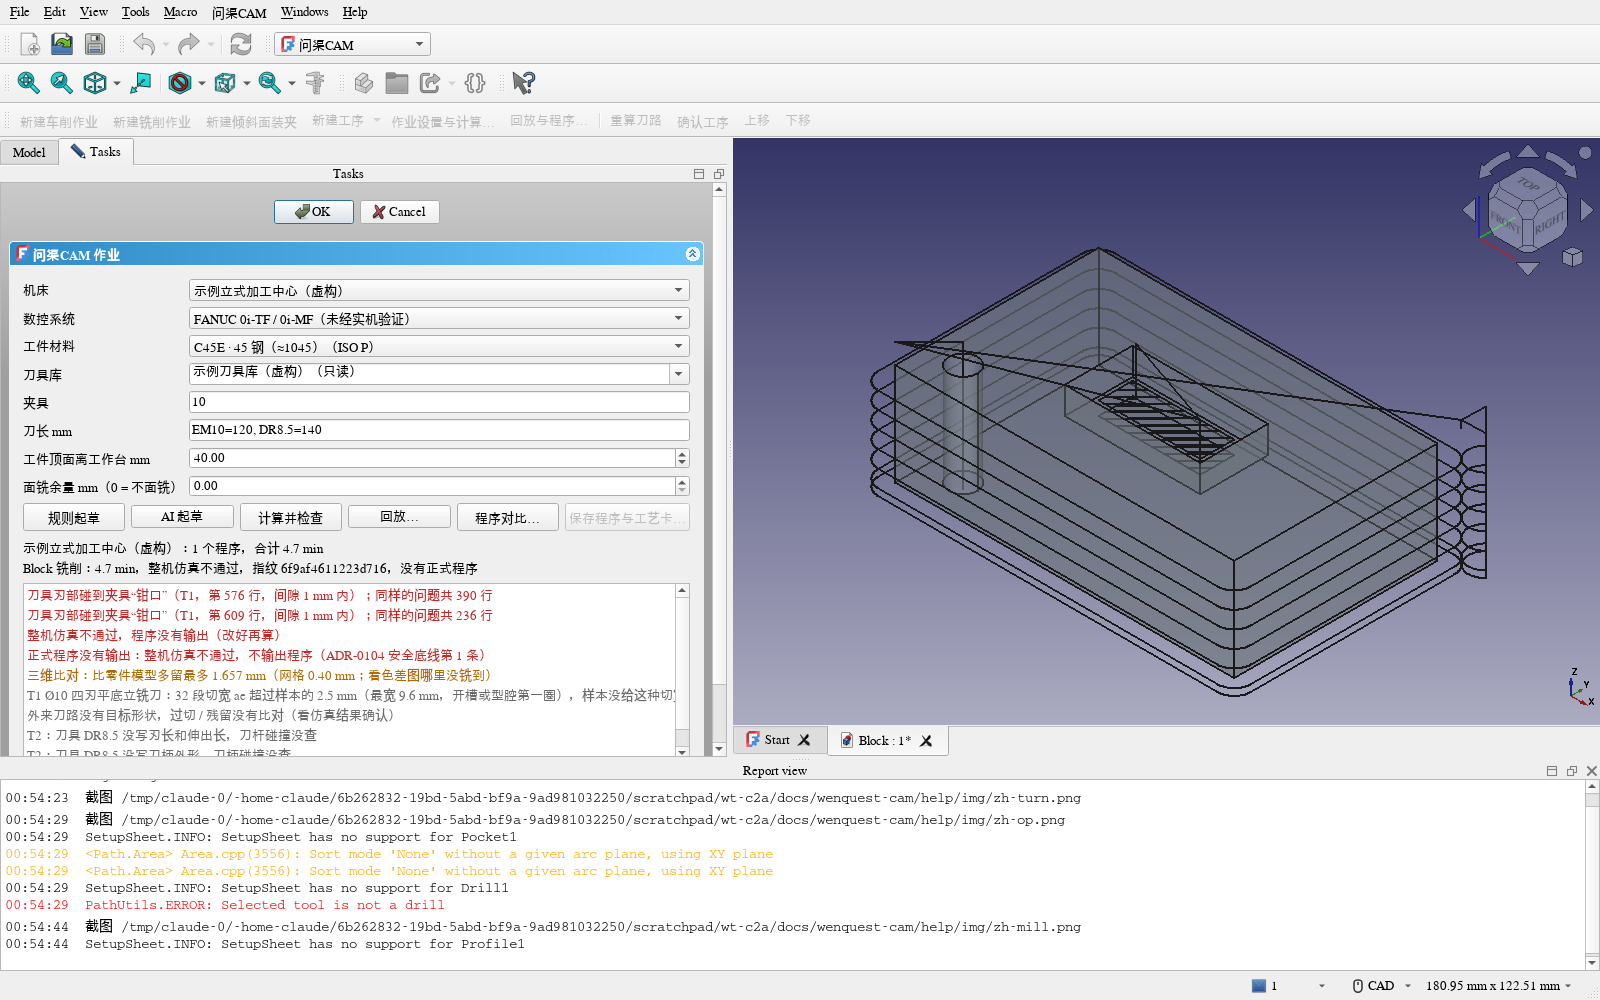 File Edit View Tools Macro 问渠CAM Windows Help
问渠CAM
新建车削作业 新建铣削作业 新建倾斜面装夹 新建工序 作业设置与计算… 回放与程序… 重算刀路 确认工序 上移 下移
Model Tasks
Tasks
OK Cancel
问渠CAM 作业
机床 示例立式加工中心（虚构）
数控系统 FANUC 0i-TF / 0i-MF（未经实机验证）
工件材料 C45E · 45 钢（≈1045）（ISO P）
刀具库 示例刀具库（虚构）（只读）
夹具 10
刀长 mm EM10=120, DR8.5=140
工件顶面离工作台 mm 40.00
面铣余量 mm（0 = 不面铣） 0.00
规则起草 AI 起草 计算并检查 回放… 程序对比… 保存程序与工艺卡…
示例立式加工中心（虚构）：1 个程序，合计 4.7 min
Block 铣削：4.7 min，整机仿真不通过，指纹 6f9af4611223d716，没有正式程序
刀具刃部碰到夹具“钳口”（T1，第 576 行，间隙 1 mm 内）；同样的问题共 390 行
刀具刃部碰到夹具“钳口”（T1，第 609 行，间隙 1 mm 内）；同样的问题共 236 行
整机仿真不通过，程序没有输出（改好再算）
正式程序没有输出：整机仿真不通过，不输出程序（ADR-0104 安全底线第 1 条）
三维比对：比零件模型多留最多 1.657 mm（网格 0.40 mm；看色差图哪里没铣到）
T1 Ø10 四刃平底立铣刀：32 段切宽 ae 超过样本的 2.5 mm（最宽 9.6 mm，开槽或型腔第一圈），样本没给这种切
外来刀路没有目标形状，过切 / 残留没有比对（看仿真结果确认）
T2：刀具 DR8.5 没写刃长和伸出长，刀杆碰撞没查
T2：刀具 DR8.5 没写刀柄外形，刀柄碰撞没查
TOP
FRONT RIGHT
Z
Y
X
Start Block : 1*
Report view
00:54:23 截图 /tmp/claude-0/-home-claude/6b262832-19bd-5abd-bf9a-9ad981032250/scratchpad/wt-c2a/docs/wenquest-cam/help/img/zh-turn.png
00:54:29 截图 /tmp/claude-0/-home-claude/6b262832-19bd-5abd-bf9a-9ad981032250/scratchpad/wt-c2a/docs/wenquest-cam/help/img/zh-op.png
00:54:29 SetupSheet.INFO: SetupSheet has no support for Pocket1
00:54:29 <Path.Area> Area.cpp(3556): Sort mode 'None' without a given arc plane, using XY plane
00:54:29 <Path.Area> Area.cpp(3556): Sort mode 'None' without a given arc plane, using XY plane
00:54:29 SetupSheet.INFO: SetupSheet has no support for Drill1
00:54:29 PathUtils.ERROR: Selected tool is not a drill
00:54:44 截图 /tmp/claude-0/-home-claude/6b262832-19bd-5abd-bf9a-9ad981032250/scratchpad/wt-c2a/docs/wenquest-cam/help/img/zh-mill.png
00:54:44 SetupSheet.INFO: SetupSheet has no support for Profile1
1 CAD 180.95 mm x 122.51 mm